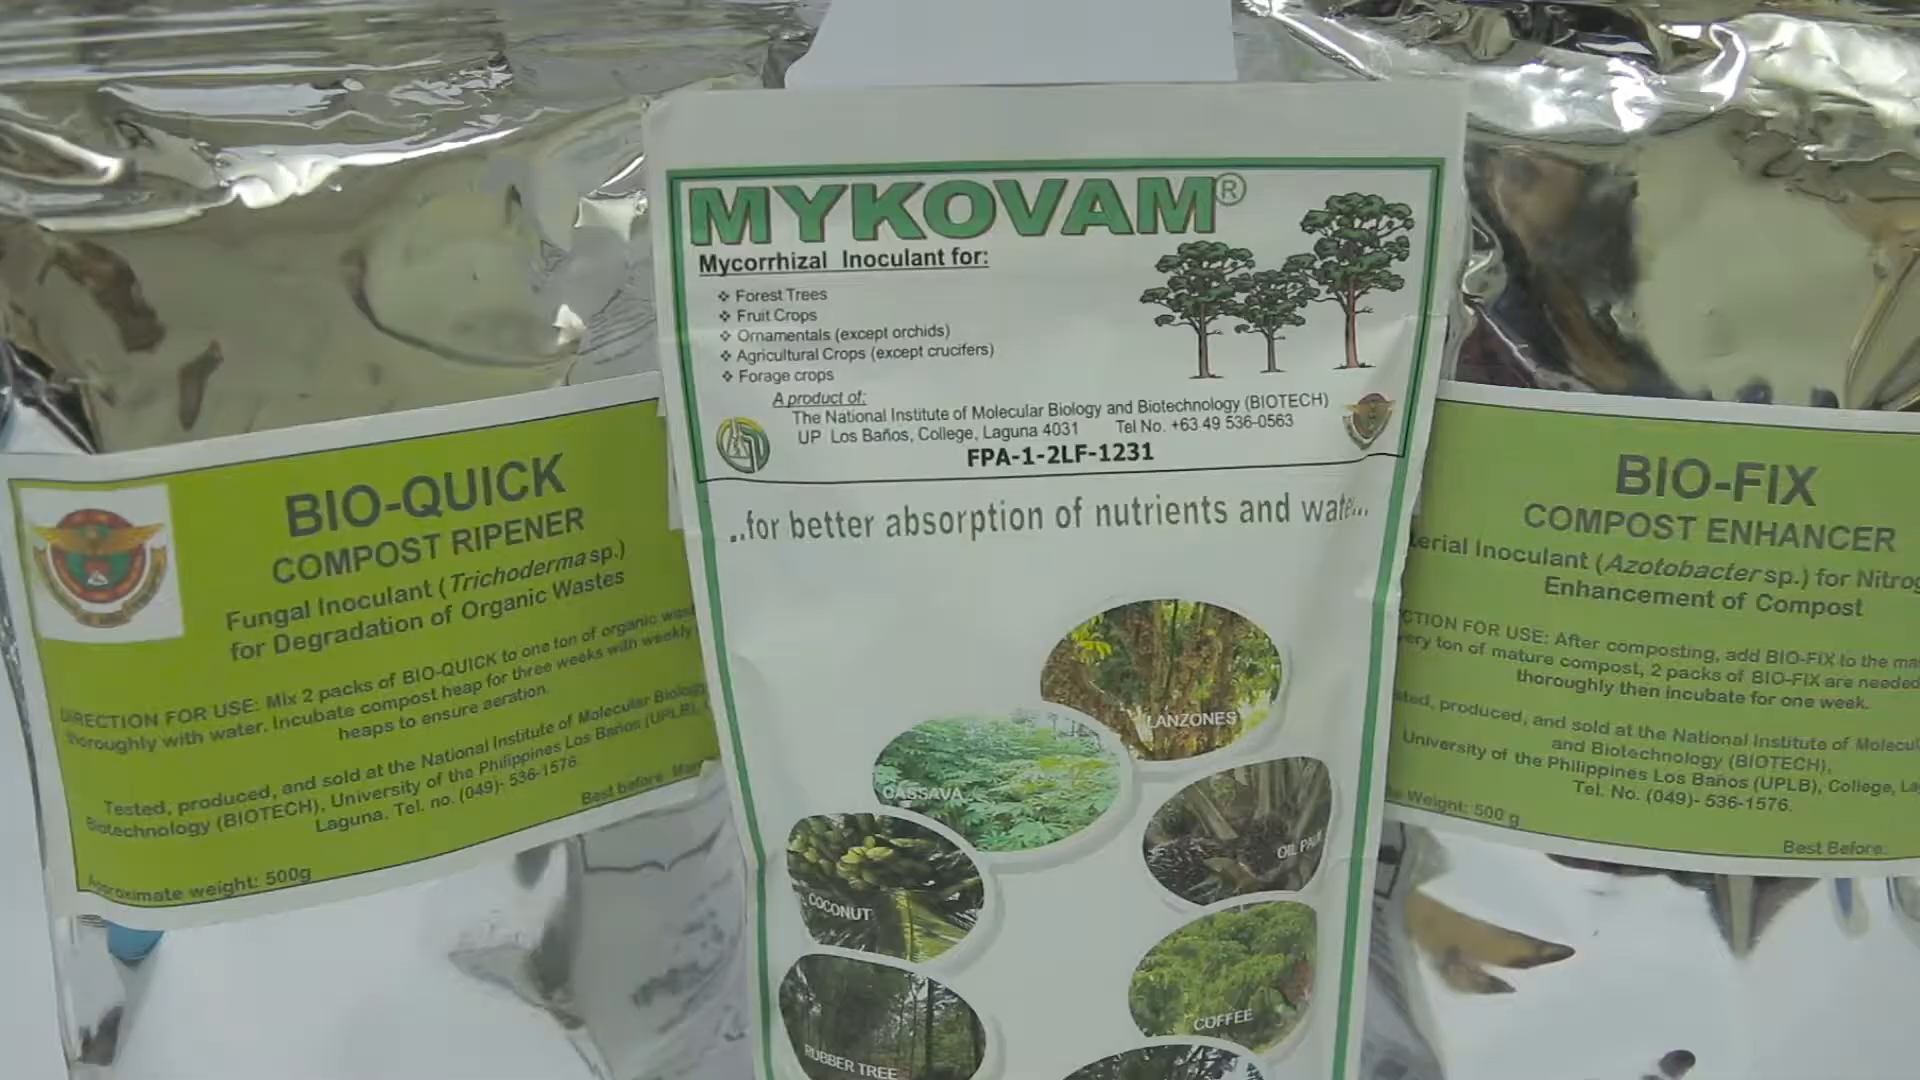 BIO-QUICK
COMPOST RIPENER
Fungal Inoculant (Trichoderma sp.)
for Degradation of Organic Wastes
DIRECTION FOR USE: Mix 2 packs of BIO-QUICK to one ton of organic
thoroughly with water. Incubate compost heap for three weeks with weekly
heaps to ensure aeration.
Tested, produced, and sold at the National Institute of Molecular Biology
Biotechnology (BIOTECH), University of the Philippines Los Baños (UPLB),
Laguna. Tel. no. (049)- 536-1576
Best before
Approximate weight: 500g
MYKOVAM®
Mycorrhizal Inoculant for:
❖ Forest Trees
❖ Fruit Crops
❖ Ornamentals (except orchids)
❖ Agricultural Crops (except crucifers)
❖ Forage crops
A product of:
The National Institute of Molecular Biology and Biotechnology (BIOTECH)
UP Los Baños, College, Laguna 4031 Tel No. +63 49 536-0563
FPA-1-2LF-1231
..for better absorption of nutrients and water...
LANZONES
CASSAVA
OIL PALM
COCONUT
COFFEE
RUBBER TREE
BIO-FIX
COMPOST ENHANCER
Inoculant (Azotobacter sp.) for
Enhancement of Compost
FOR USE: After composting, add BIO-FIX to the
ton of mature compost, 2 packs of BIO-FIX are needed
thoroughly then incubate for one week.
produced, and sold at the National Institute of
and Biotechnology (BIOTECH),
University of the Philippines Los Baños (UPLB), College,
Tel. No. (049)- 536-1576.
Weight: 500 g
Best Before: